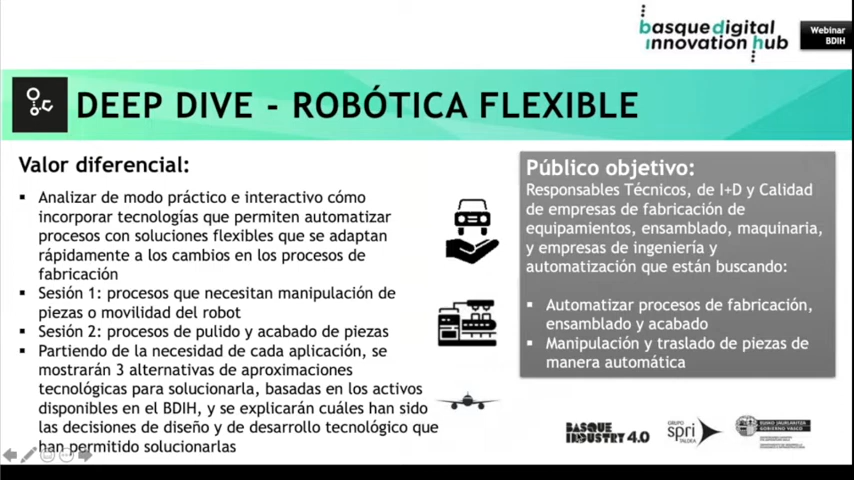 basque digital
innovation hub
Webinar
BDIH
DEEP DIVE - ROBÓTICA FLEXIBLE
Valor diferencial:
▪ Analizar de modo práctico e interactivo cómo
incorporar tecnologías que permiten automatizar
procesos con soluciones flexibles que se adaptan
rápidamente a los cambios en los procesos de
fabricación
▪ Sesión 1: procesos que necesitan manipulación de
piezas o movilidad del robot
▪ Sesión 2: procesos de pulido y acabado de piezas
▪ Partiendo de la necesidad de cada aplicación, se
mostrarán 3 alternativas de aproximaciones
tecnológicas para solucionarla, basadas en los activos
disponibles en el BDIH, y se explicarán cuáles han sido
las decisiones de diseño y de desarrollo tecnológico que
han permitido solucionarlas
Público objetivo:
Responsables Técnicos, de I+D y Calidad
de empresas de fabricación de
equipamientos, ensamblado, maquinaria,
y empresas de ingeniería y
automatización que están buscando:
▪ Automatizar procesos de fabricación,
ensamblado y acabado
▪ Manipulación y traslado de piezas de
manera automática
BASQUE
INDUSTRY 4.0
GRUPO
spri
TALDEA
EUSKO JAURLARITZA
GOBIERNO VASCO